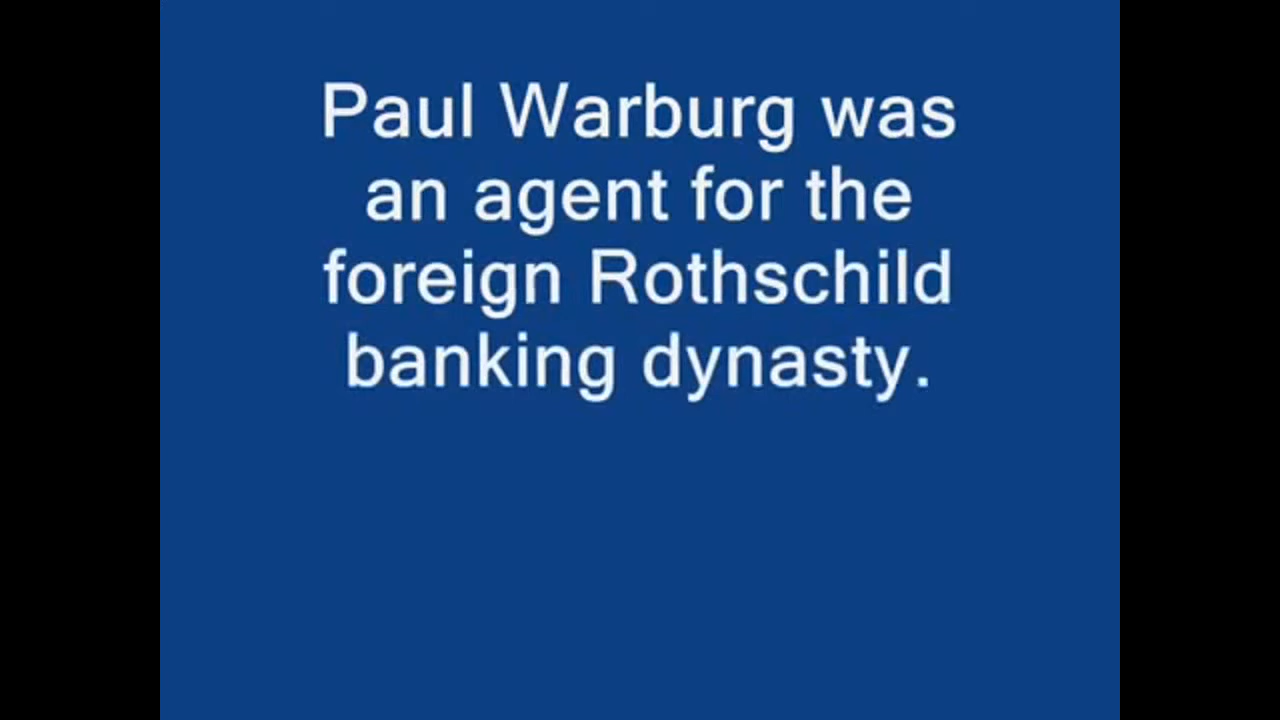 Paul Warburg was
an agent for the
foreign Rothschild
banking dynasty.